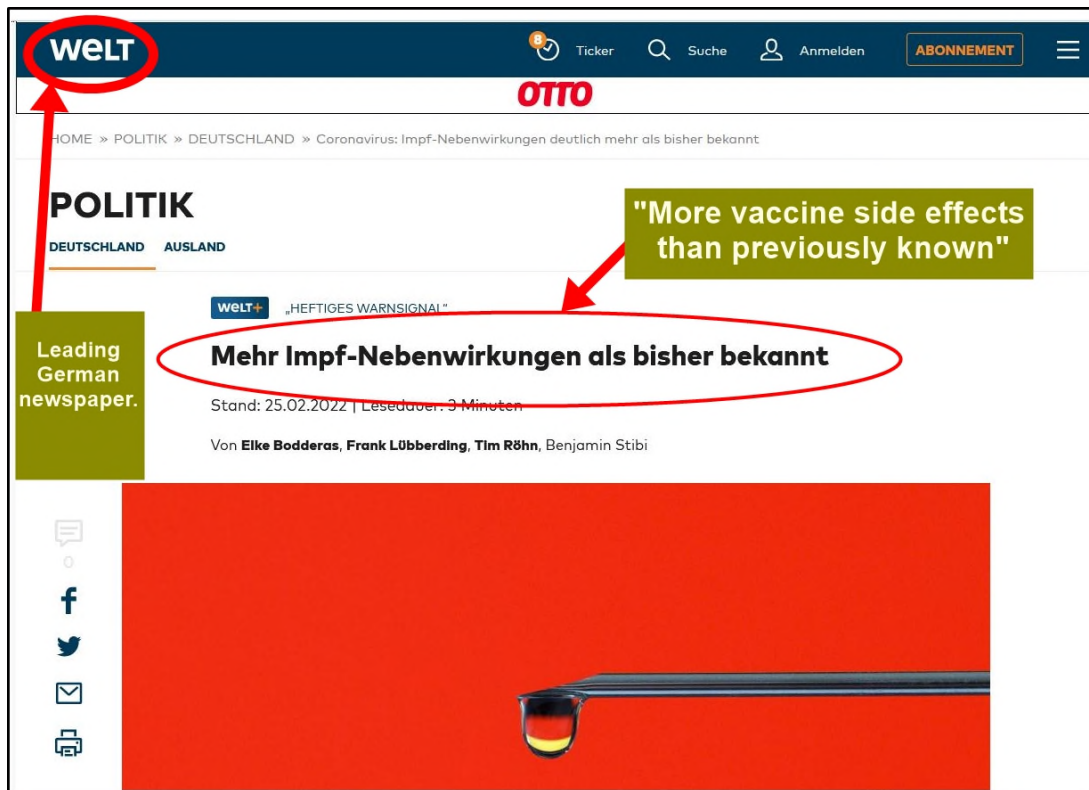 WELT
8
Ticker
Suche
Anmelden
ABONNEMENT
OTTO
HOME » POLITIK » DEUTSCHLAND » Coronavirus: Impf-Nebenwirkungen deutlich mehr als bisher bekannt
POLITIK
DEUTSCHLAND AUSLAND
"More vaccine side effects
than previously known"
WELT+ „HEFTIGES WARNSIGNAL“
Mehr Impf-Nebenwirkungen als bisher bekannt
Leading
German
newspaper.
Stand: 25.02.2022 | Lesedauer: 3 Minuten
Von Elke Bodderas, Frank Lübberding, Tim Röhn, Benjamin Stibi
0